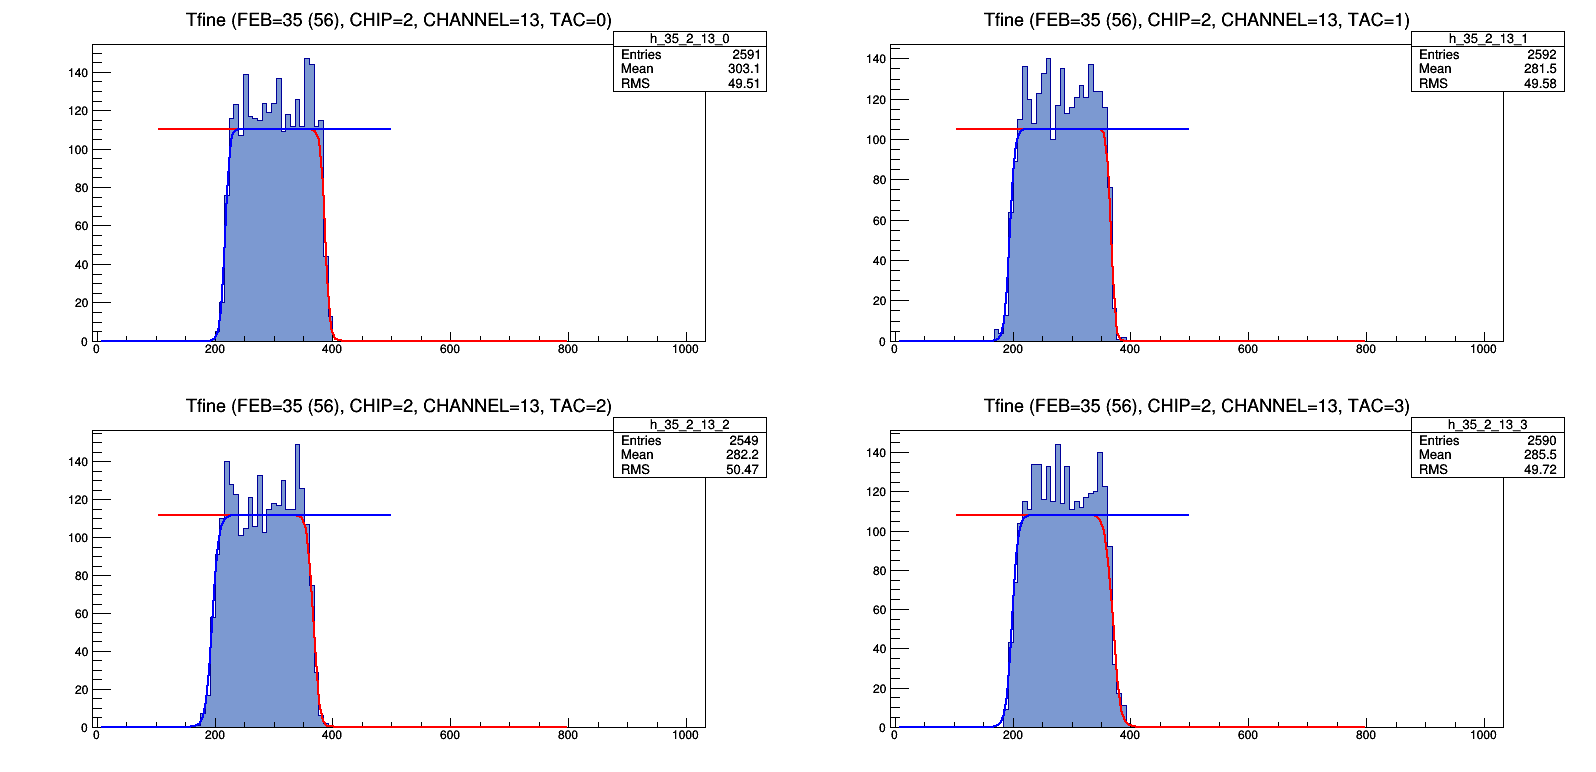 Tfine (FEB=35 (56), CHIP=2, CHANNEL=13, TAC=0)
h_35_2_13_0
Entries 2591
Mean 303.1
RMS 49.51
140
120
100
80
60
40
20
0
0 200 400 600 800 1000
Tfine (FEB=35 (56), CHIP=2, CHANNEL=13, TAC=1)
h_35_2_13_1
Entries 2592
Mean 281.5
RMS 49.58
140
120
100
80
60
40
20
0
0 200 400 600 800 1000
Tfine (FEB=35 (56), CHIP=2, CHANNEL=13, TAC=2)
h_35_2_13_2
Entries 2549
Mean 282.2
RMS 50.47
140
120
100
80
60
40
20
0
0 200 400 600 800 1000
Tfine (FEB=35 (56), CHIP=2, CHANNEL=13, TAC=3)
h_35_2_13_3
Entries 2590
Mean 285.5
RMS 49.72
140
120
100
80
60
40
20
0
0 200 400 600 800 1000